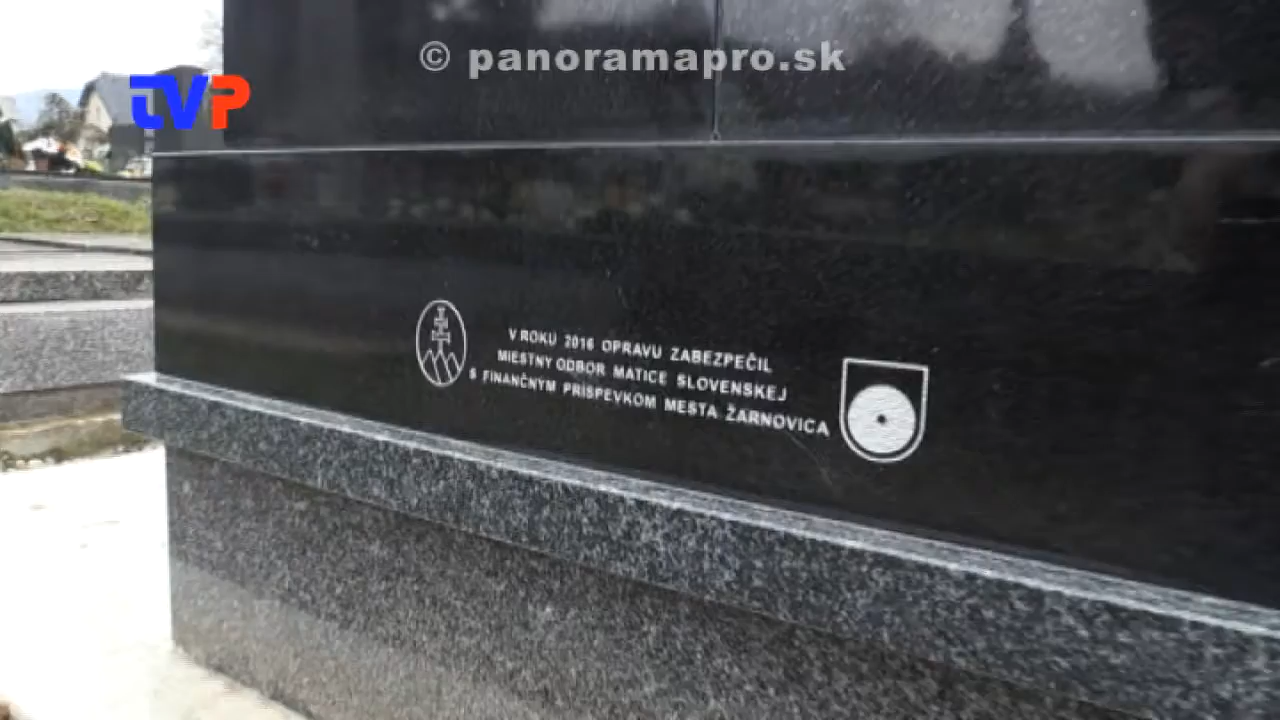 © panoramapro.sk
TVP
V ROKU 2016 OPRAVU ZABEZPEČIL
MIESTNY ODBOR MATICE SLOVENSKEJ
S FINANČNÝM PRÍSPEVKOM MESTA ŽARNOVICA